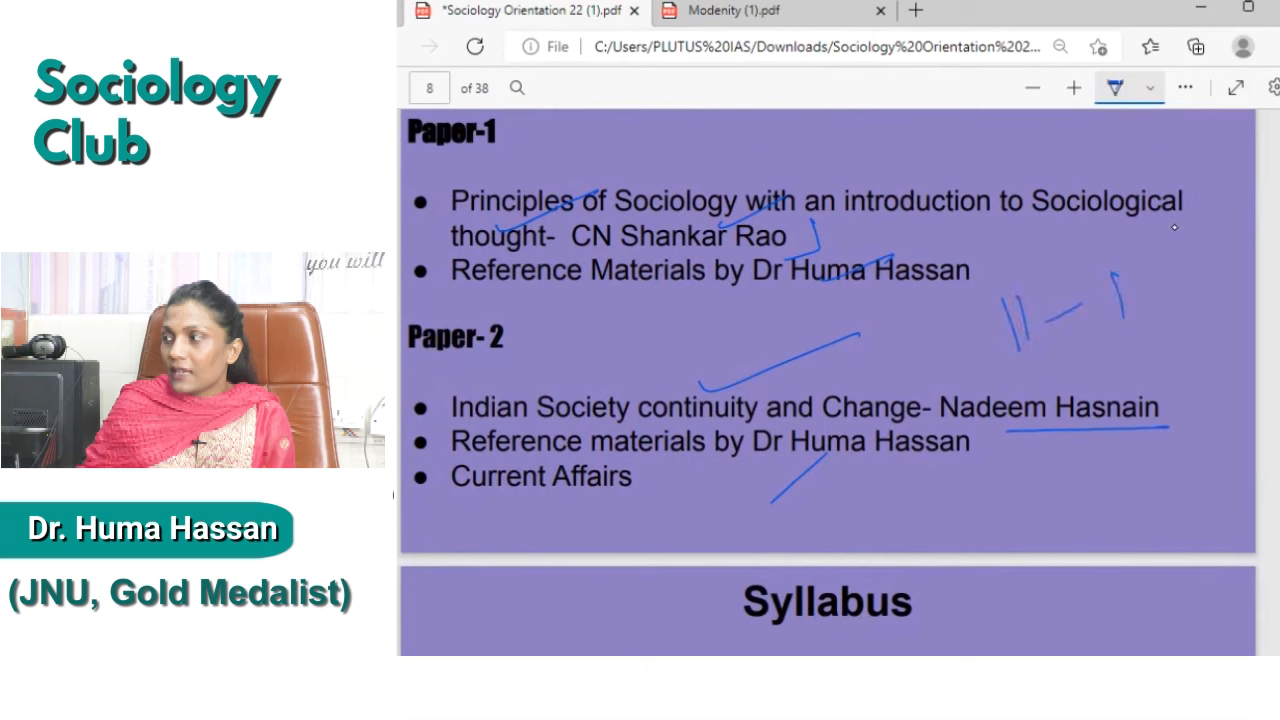 Sociology
Club
you will
Dr. Huma Hassan
(JNU, Gold Medalist)
*Sociology Orientation 22 (1).pdf
Modenity (1).pdf
File
C:/Users/PLUTUS%20IAS/Downloads/Sociology%20Orientation%202...
8 of 38
Paper-1
● Principles of Sociology with an introduction to Sociological
thought- CN Shankar Rao
● Reference Materials by Dr Huma Hassan
Paper- 2
● Indian Society continuity and Change- Nadeem Hasnain
● Reference materials by Dr Huma Hassan
● Current Affairs
Syllabus